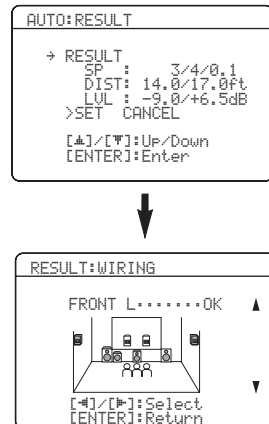 AUTO:RESULT
→ RESULT
SP : 3/4/0.1
DIST: 14.0/17.0ft
LVL : -9.0/+6.5dB
>SET CANCEL
[▲]/[▼]:Up/Down
[ENTER]:Enter
RESULT:WIRING
FRONT L·······OK
[◄]/[►]:Select
[ENTER]:Return